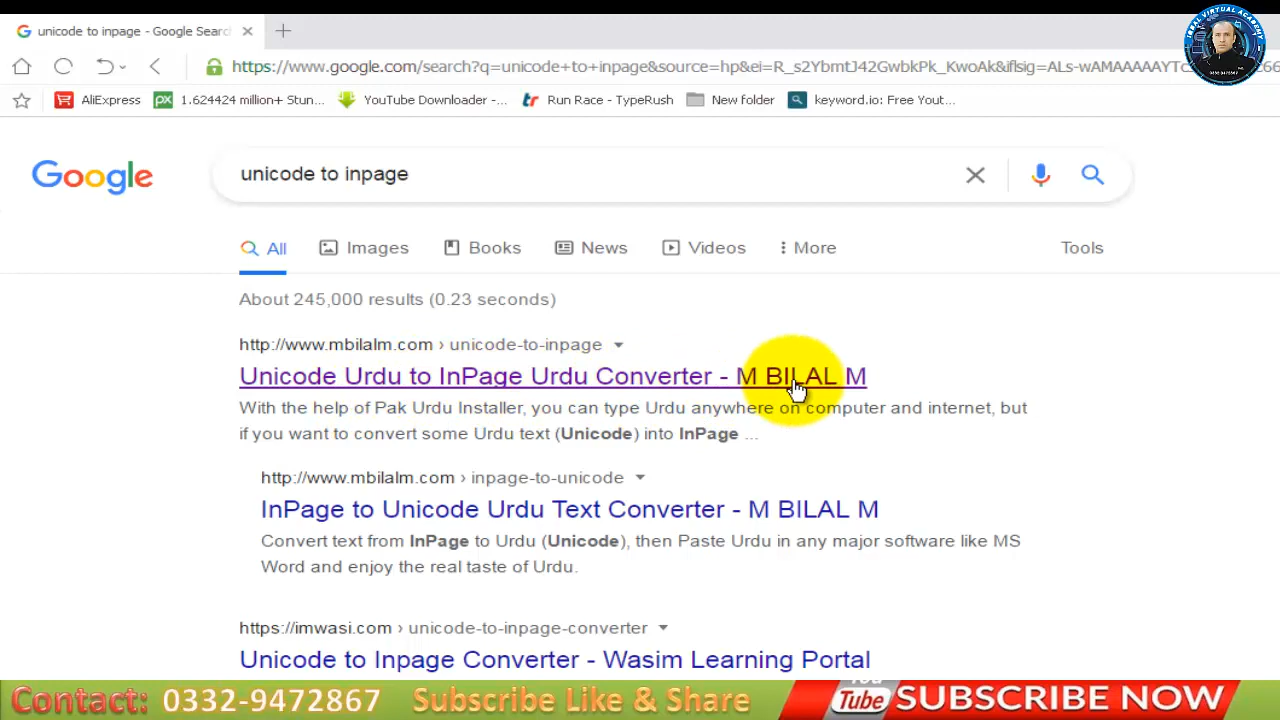 unicode to inpage - Google Searc
https://www.google.com/search?q=unicode+to+inpage&source=hp&ei=R_s2YbmtJ42GwbkPk_KwoAk&iflsig=ALs-wAMAAAAAYTc
AliExpress 1.624424 million+ Stun... YouTube Downloader -... Run Race - TypeRush New folder keyword.io: Free Yout...
Google unicode to inpage
All Images Books News Videos More Tools
About 245,000 results (0.23 seconds)
http://www.mbilalm.com › unicode-to-inpage
Unicode Urdu to InPage Urdu Converter - M BILAL M
With the help of Pak Urdu Installer, you can type Urdu anywhere on computer and internet, but
if you want to convert some Urdu text (Unicode) into InPage ...
http://www.mbilalm.com › inpage-to-unicode
InPage to Unicode Urdu Text Converter - M BILAL M
Convert text from InPage to Urdu (Unicode), then Paste Urdu in any major software like MS
Word and enjoy the real taste of Urdu.
https://imwasi.com › unicode-to-inpage-converter
Unicode to Inpage Converter - Wasim Learning Portal
Contact: 0332-9472867 Subscribe Like & Share You Tube SUBSCRIBE NOW